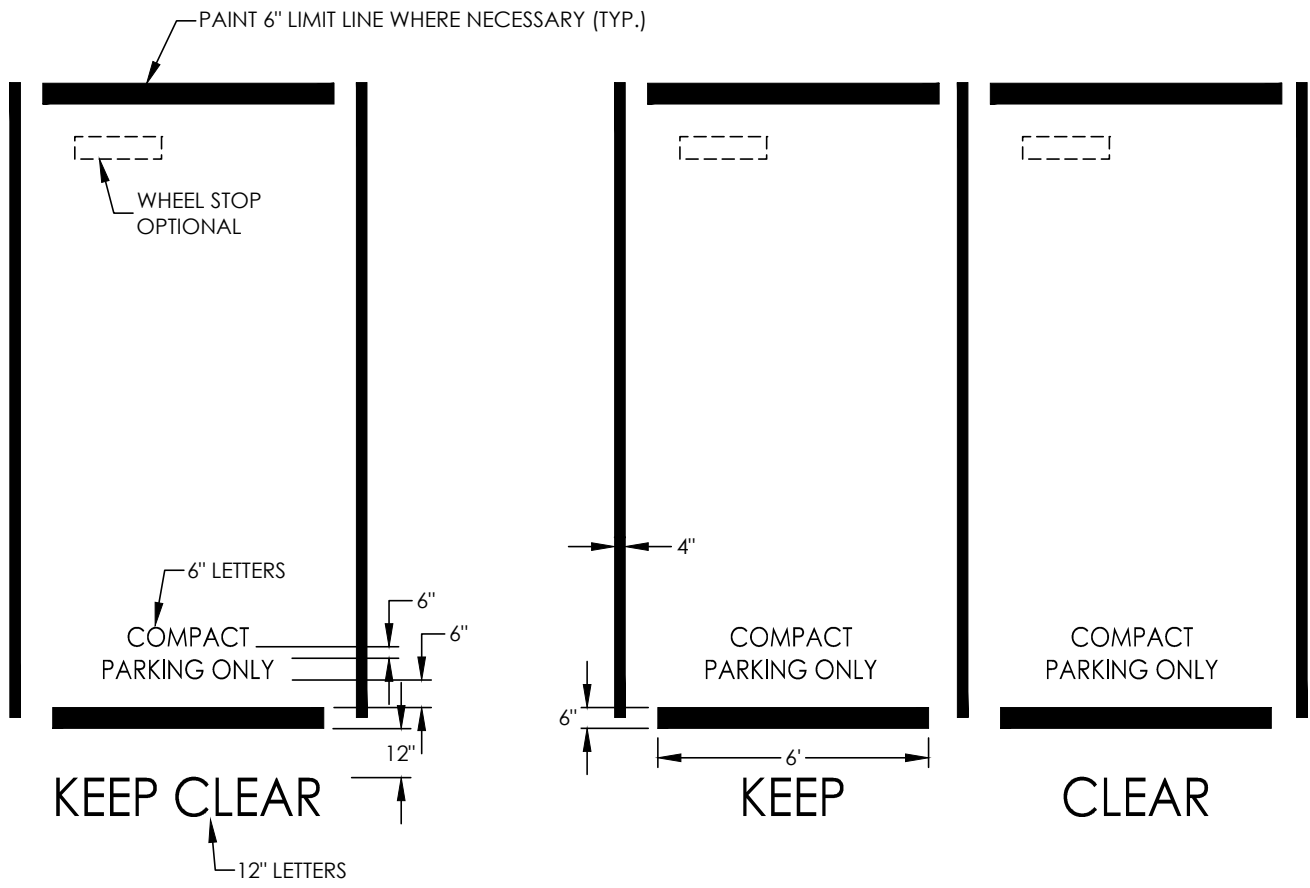 PAINT 6" LIMIT LINE WHERE NECESSARY (TYP.)
WHEEL STOP
OPTIONAL
4"
6" LETTERS
6"
6"
COMPACT
PARKING ONLY
COMPACT
PARKING ONLY
COMPACT
PARKING ONLY
6"
12"
6'
KEEP CLEAR
KEEP
CLEAR
12" LETTERS